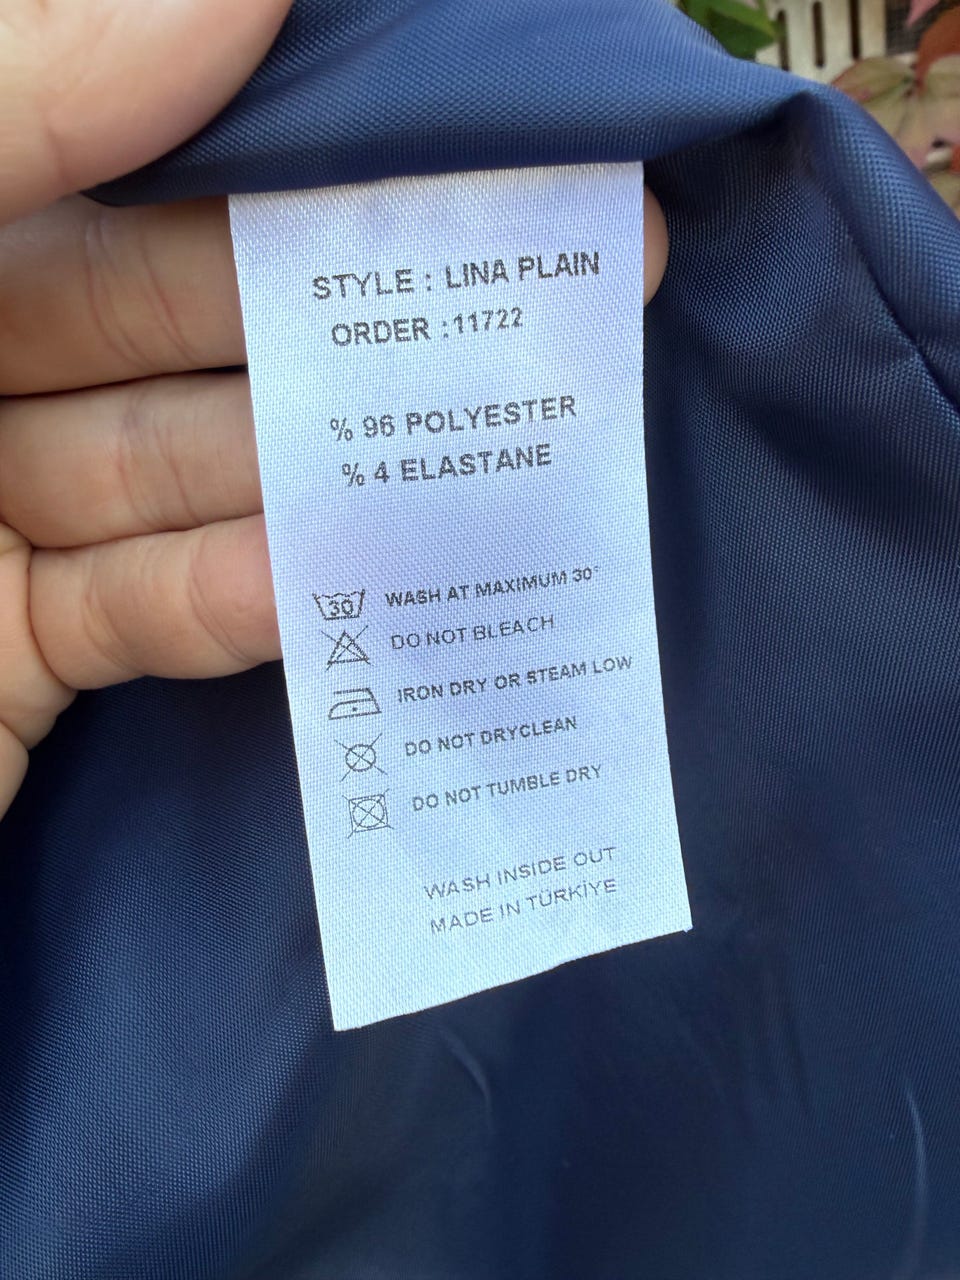 STYLE : LINA PLAIN
ORDER :11722
% 96 POLYESTER
% 4 ELASTANE
30 WASH AT MAXIMUM 30°
DO NOT BLEACH
IRON DRY OR STEAM LOW
DO NOT DRYCLEAN
DO NOT TUMBLE DRY
WASH INSIDE OUT
MADE IN TÜRKİYE